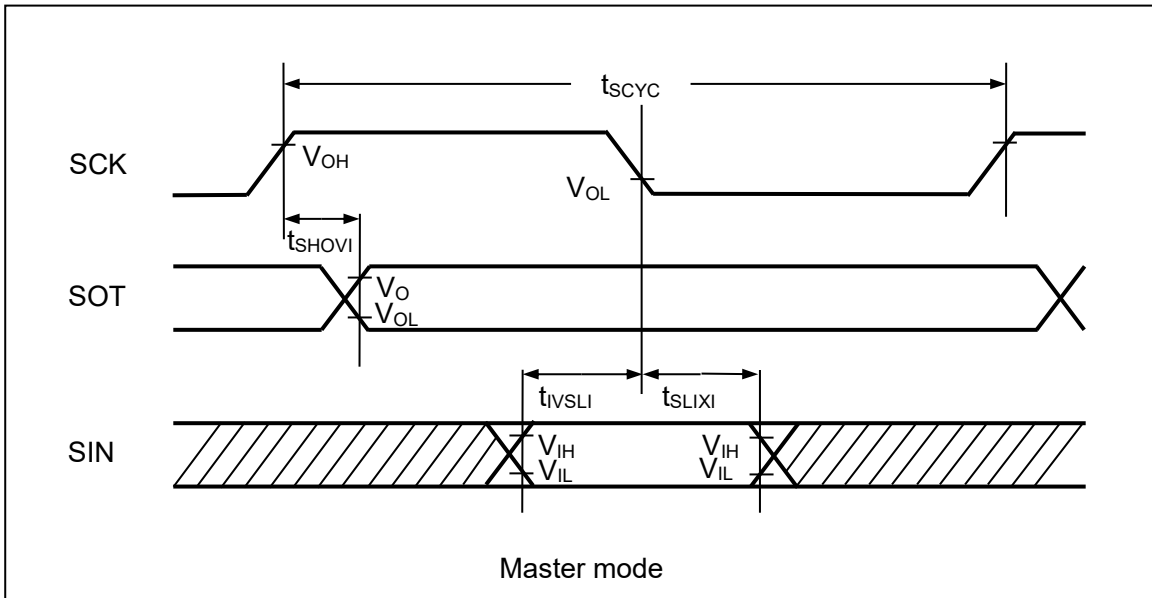 tSCYC
SCK
VOH
VOL
tSHOVI
SOT
VO
VOL
tIVSLI
tSLIXI
SIN
VIH
VIH
VIL
VIL
Master mode